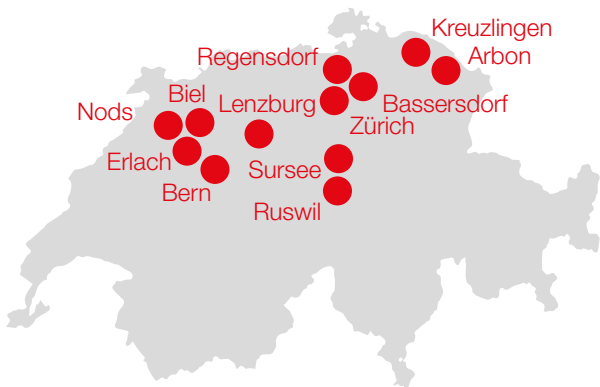 Kreuzlingen
Arbon
Regensdorf
Biel
Lenzburg
Bassersdorf
Nods
Zürich
Erlach
Sursee
Bern
Ruswil